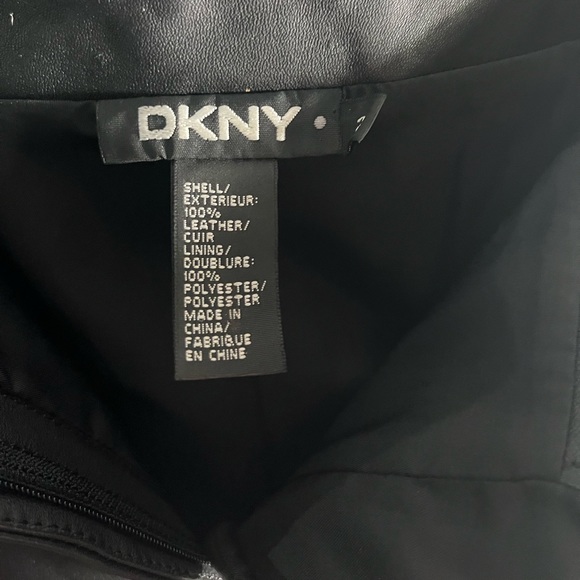 DKNY
SHELL/
EXTERIEUR:
100%
LEATHER/
CUIR
LINING/
DOUBLURE:
100%
POLYESTER/
POLYESTER
MADE IN
CHINA/
FABRIQUE
EN CHINE